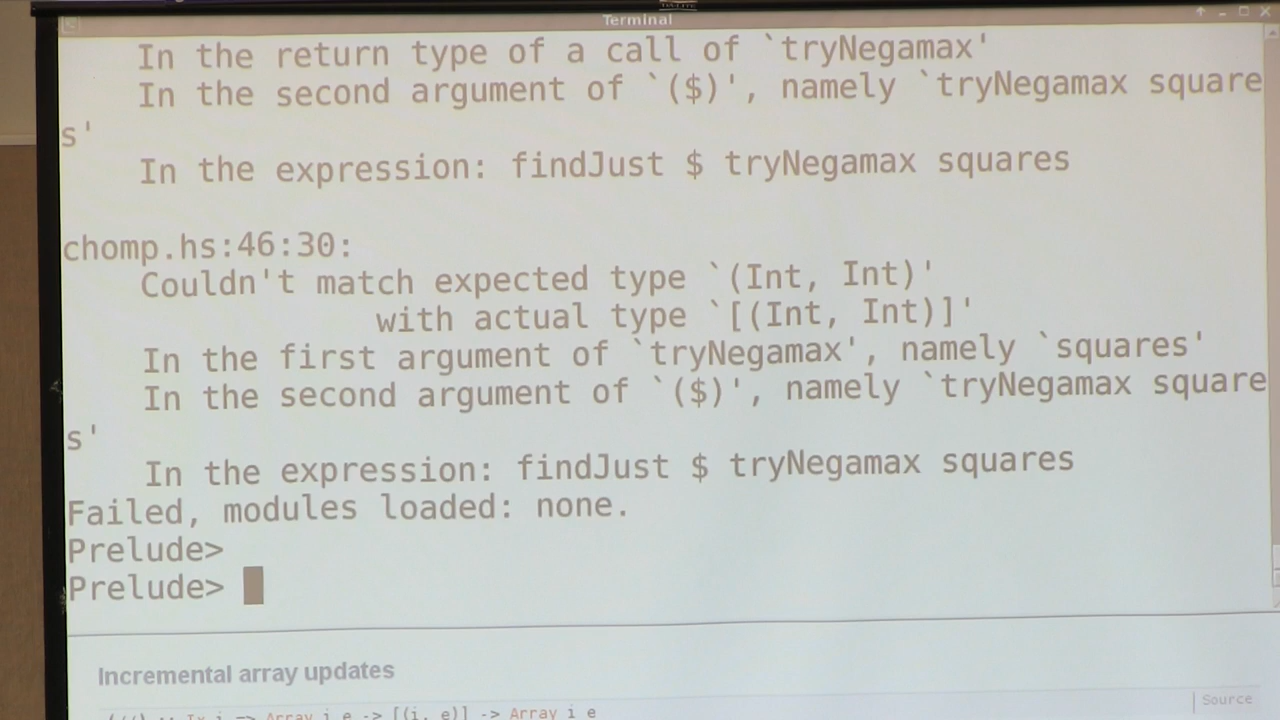 Terminal
In the return type of a call of `tryNegamax'
In the second argument of `($)', namely `tryNegamax square
s'
In the expression: findJust $ tryNegamax squares
chomp.hs:46:30:
Couldn't match expected type `(Int, Int)'
with actual type `[(Int, Int)]'
In the first argument of `tryNegamax', namely `squares'
In the second argument of `($)', namely `tryNegamax square
s'
In the expression: findJust $ tryNegamax squares
Failed, modules loaded: none.
Prelude>
Prelude>
Incremental array updates
(//) :: Ix i => Array i e -> [(i, e)] -> Array i e
Source